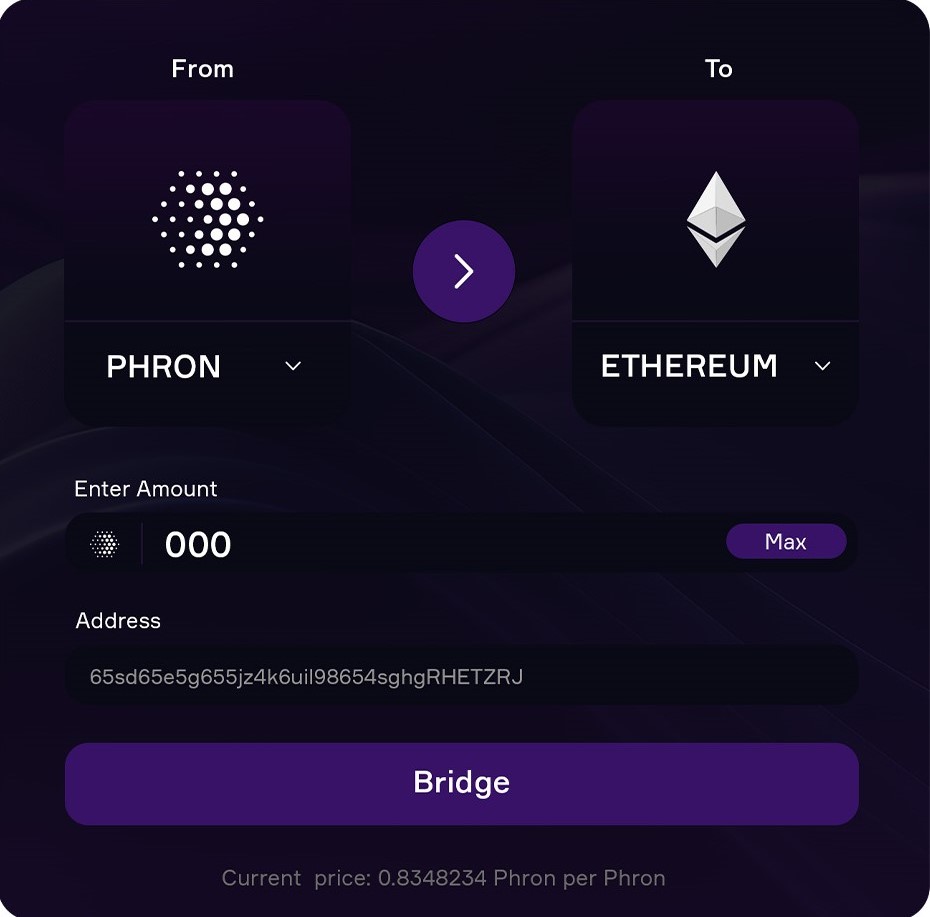 From
To
PHRON
ETHEREUM
Enter Amount
000
Max
Address
65sd65e5g655jz4k6uil98654sghgRHETZRJ
Bridge
Current price: 0.8348234 Phron per Phron